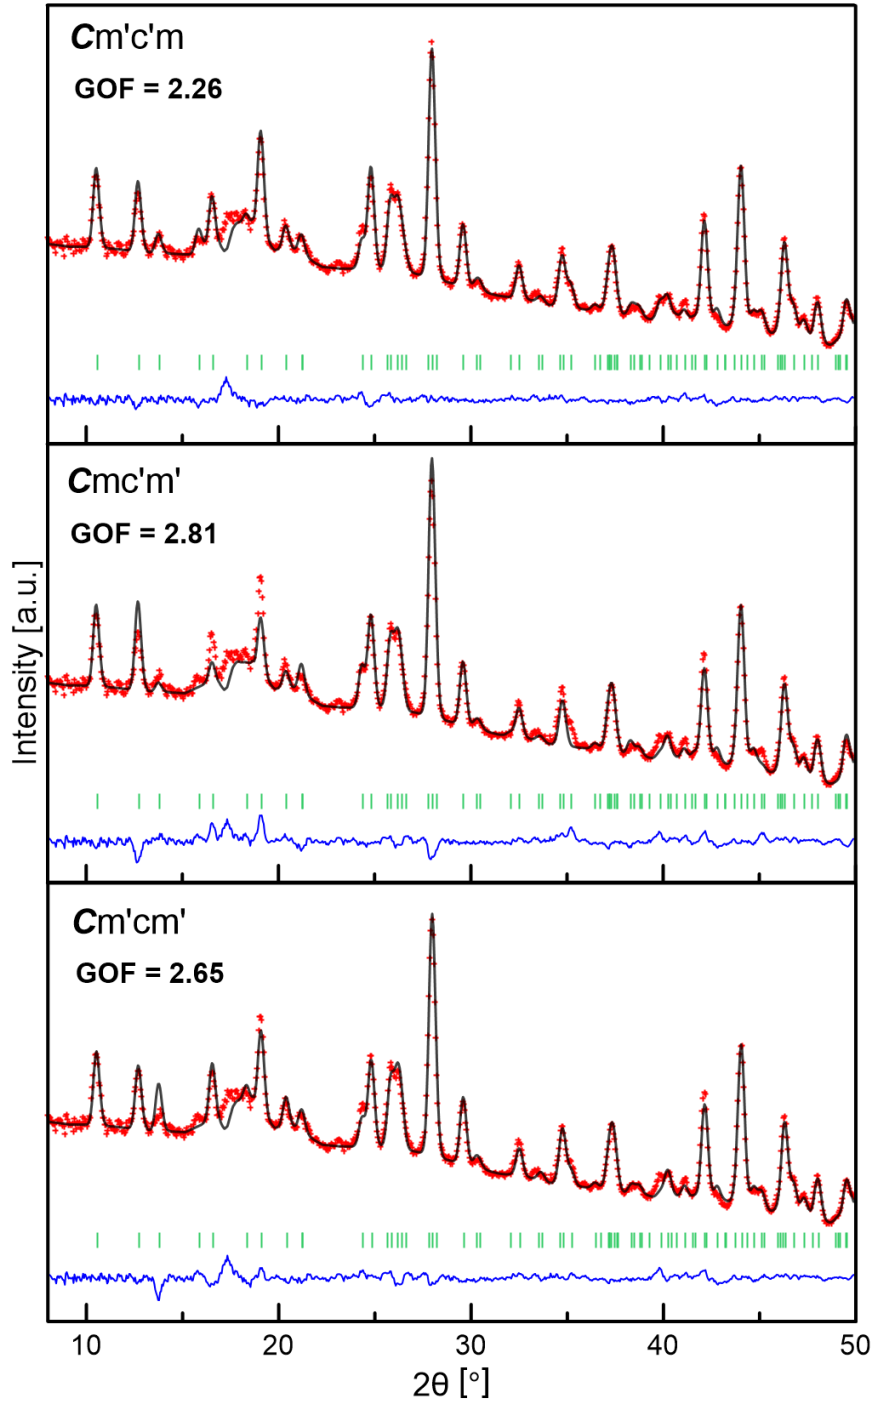 Cm'c'm
GOF = 2.26
Cmc'm'
GOF = 2.81
Intensity [a.u.]
Cm'cm'
GOF = 2.65
10 20 30 40 50
2θ [°]